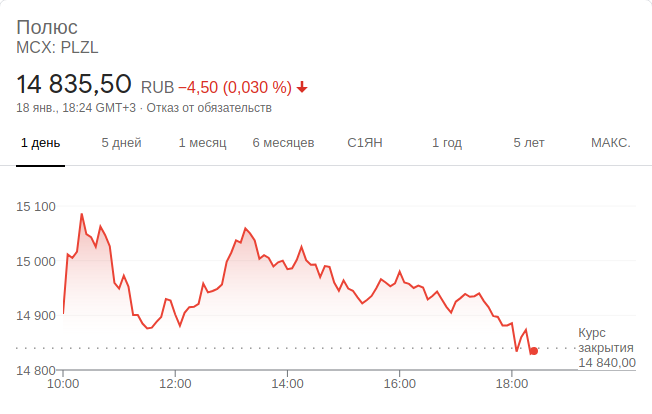 Полюс
MCX: PLZL
14 835,50 RUB −4,50 (0,030 %)
18 янв., 18:24 GMT+3 · Отказ от обязательств
1 день 5 дней 1 месяц 6 месяцев С1ЯН 1 год 5 лет МАКС.
15 100
15 000
14 900
Курс
закрытия
14 840,00
14 800
10:00 12:00 14:00 16:00 18:00